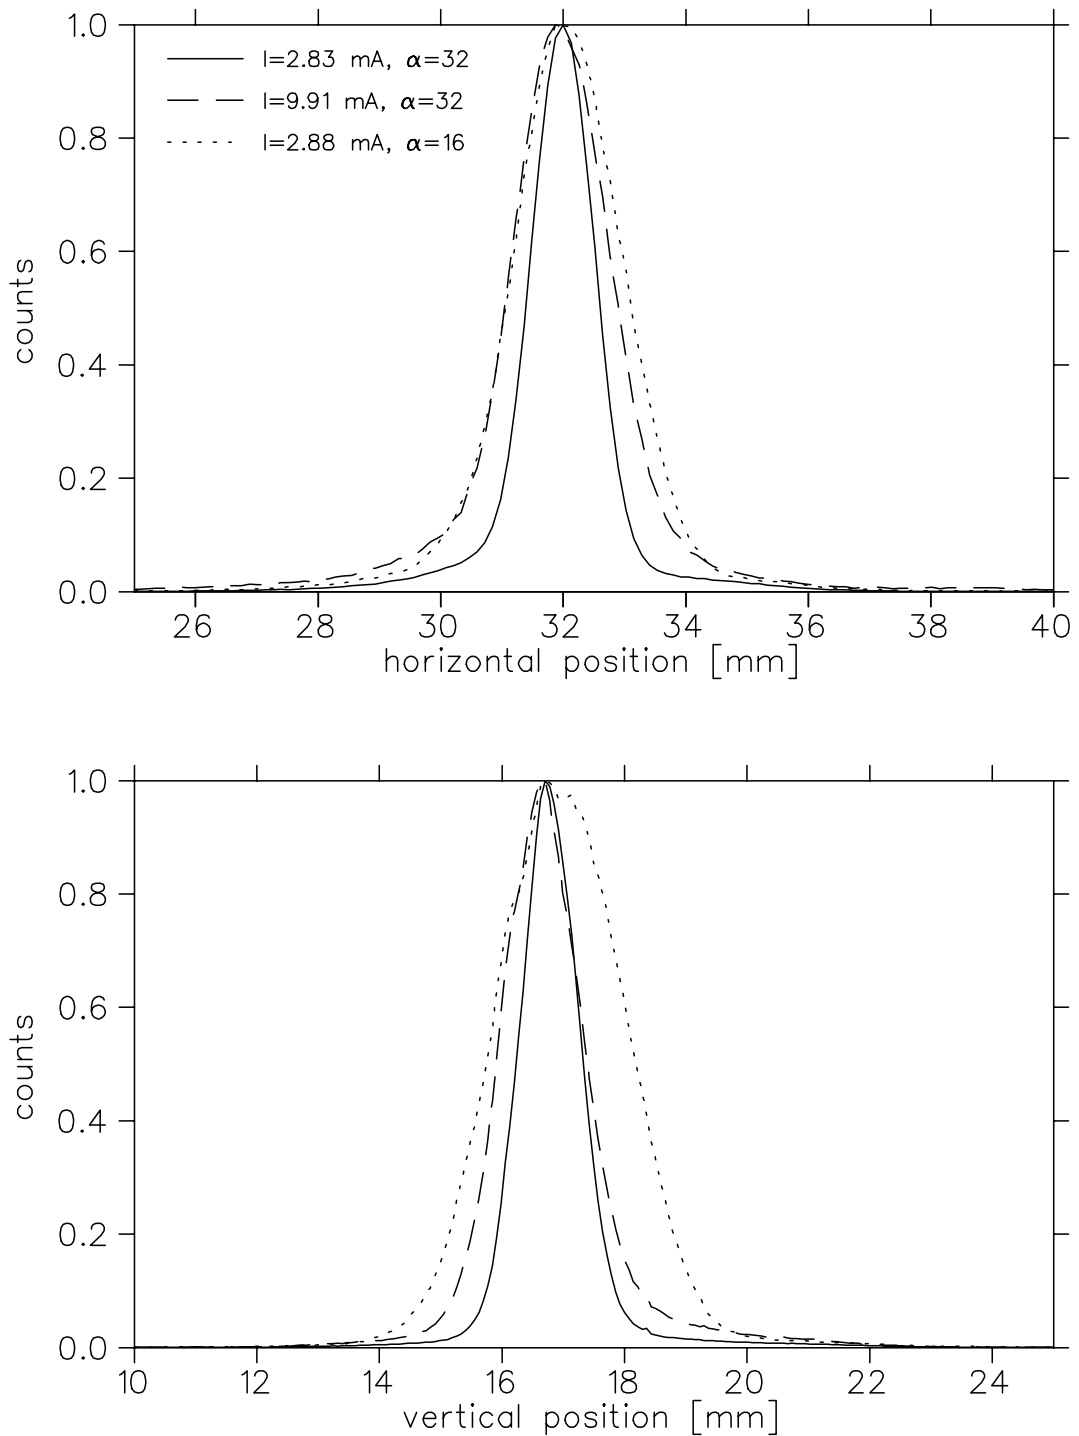 1.0
I=2.83 mA, α=32
I=9.91 mA, α=32
0.8
I=2.88 mA, α=16
0.6
counts
0.4
0.2
0.0
26 28 30 32 34 36 38 40
horizontal position [mm]
1.0
0.8
0.6
counts
0.4
0.2
0.0
10 12 14 16 18 20 22 24
vertical position [mm]